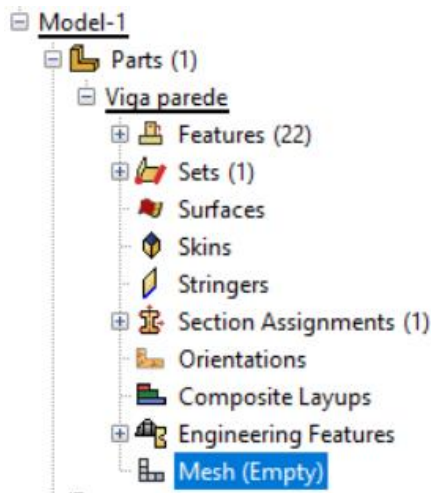 Model-1
Parts (1)
Viga parede
Features (22)
Sets (1)
Surfaces
Skins
Stringers
Section Assignments (1)
Orientations
Composite Layups
Engineering Features
Mesh (Empty)